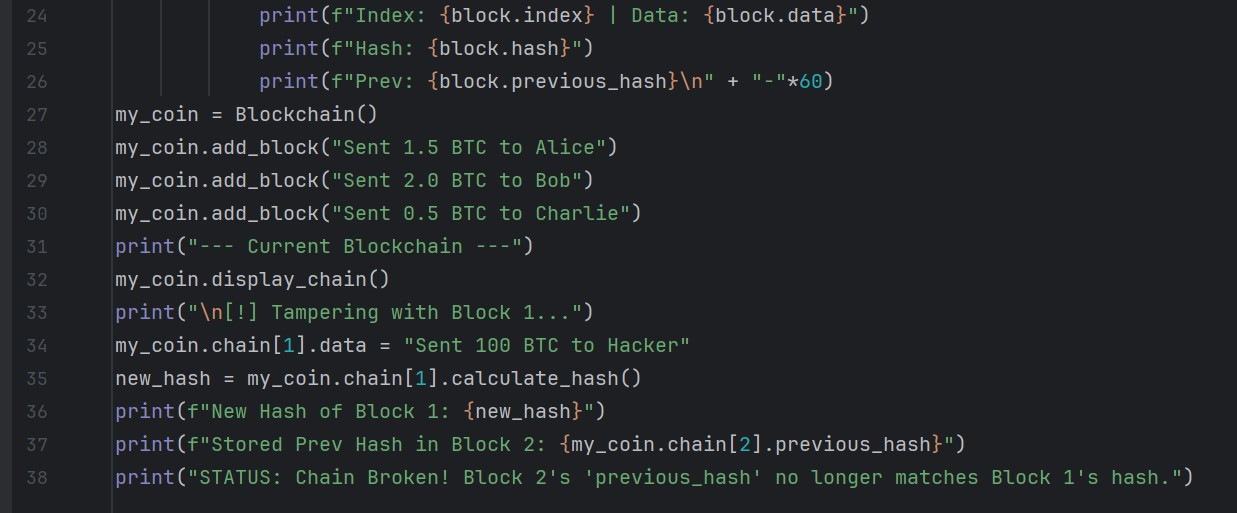 24 print(f"Index: {block.index} | Data: {block.data}")
25 print(f"Hash: {block.hash}")
26 print(f"Prev: {block.previous_hash}\n" + "-"*60)
27 my_coin = Blockchain()
28 my_coin.add_block("Sent 1.5 BTC to Alice")
29 my_coin.add_block("Sent 2.0 BTC to Bob")
30 my_coin.add_block("Sent 0.5 BTC to Charlie")
31 print("--- Current Blockchain ---")
32 my_coin.display_chain()
33 print("\n[!] Tampering with Block 1...")
34 my_coin.chain[1].data = "Sent 100 BTC to Hacker"
35 new_hash = my_coin.chain[1].calculate_hash()
36 print(f"New Hash of Block 1: {new_hash}")
37 print(f"Stored Prev Hash in Block 2: {my_coin.chain[2].previous_hash}")
38 print("STATUS: Chain Broken! Block 2's 'previous_hash' no longer matches Block 1's hash.")